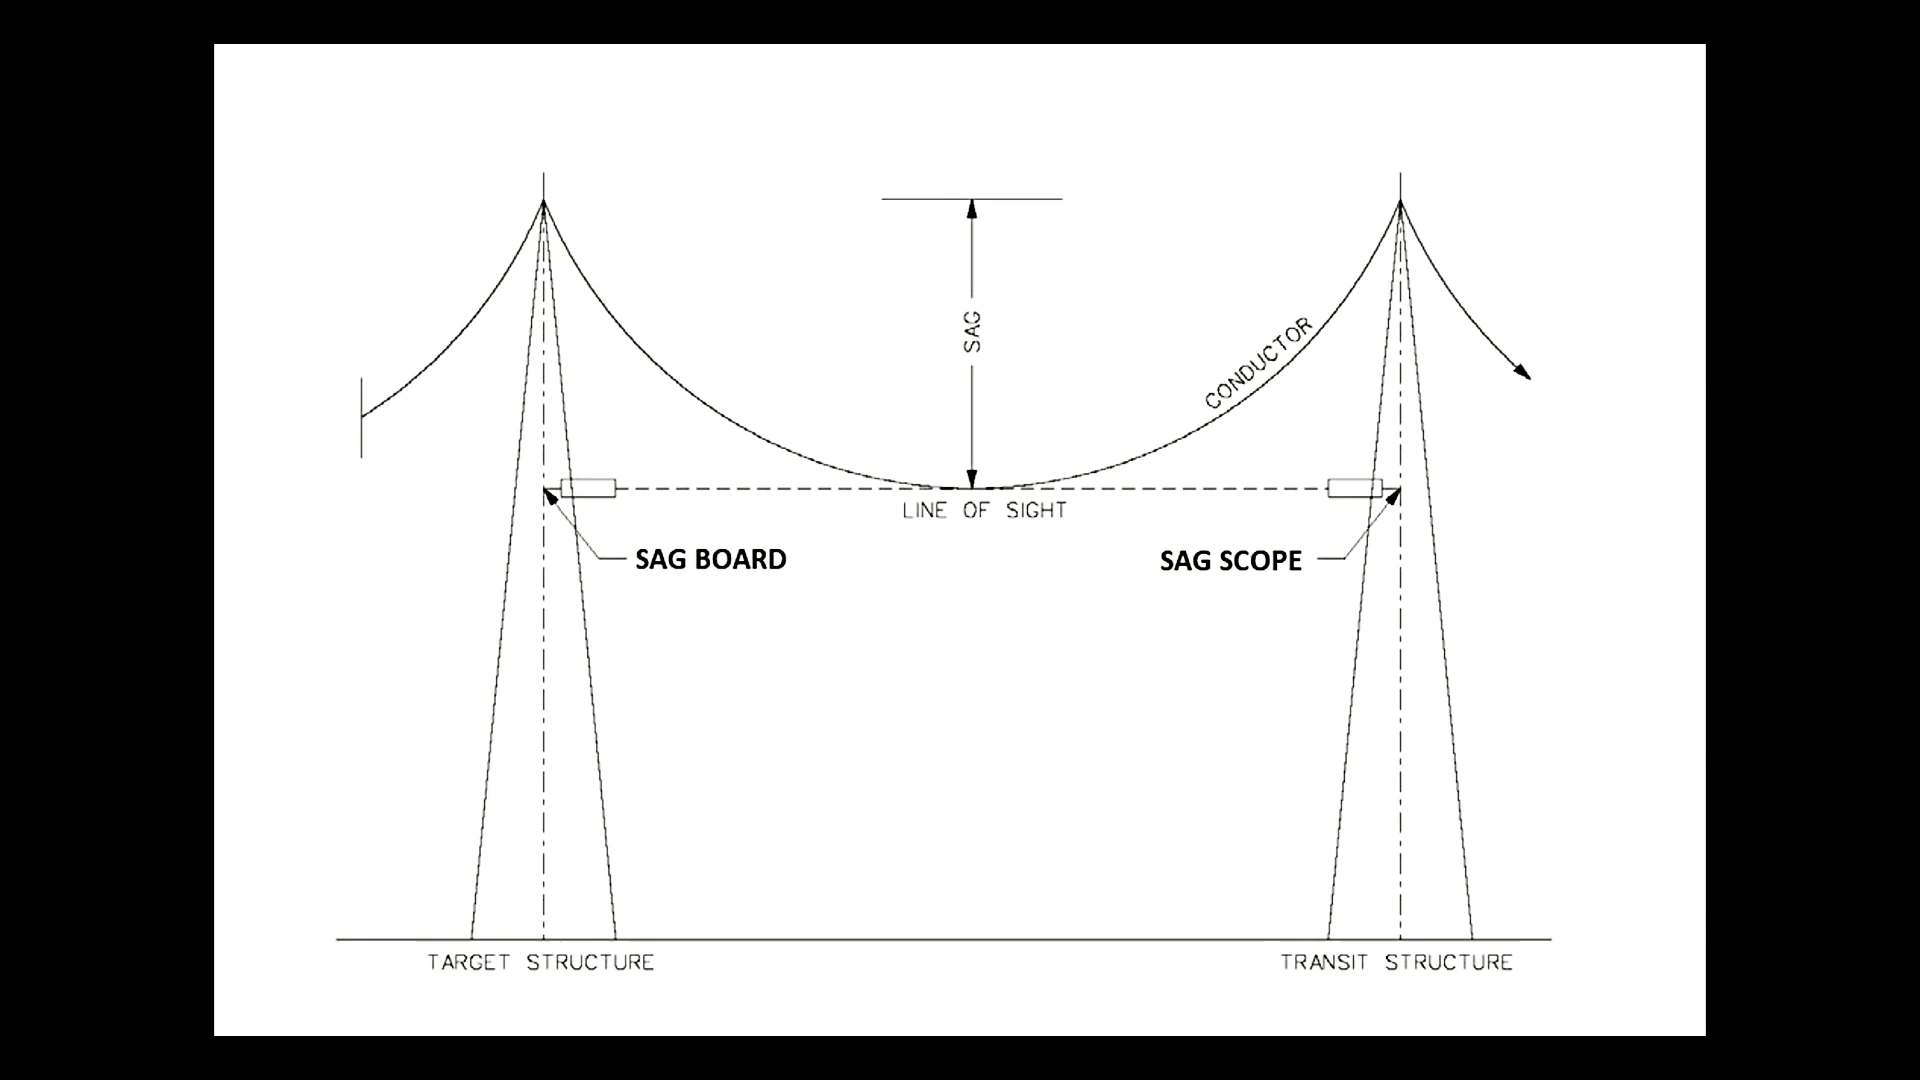 SAG
CONDUCTOR
LINE OF SIGHT
SAG BOARD
SAG SCOPE
TARGET STRUCTURE
TRANSIT STRUCTURE